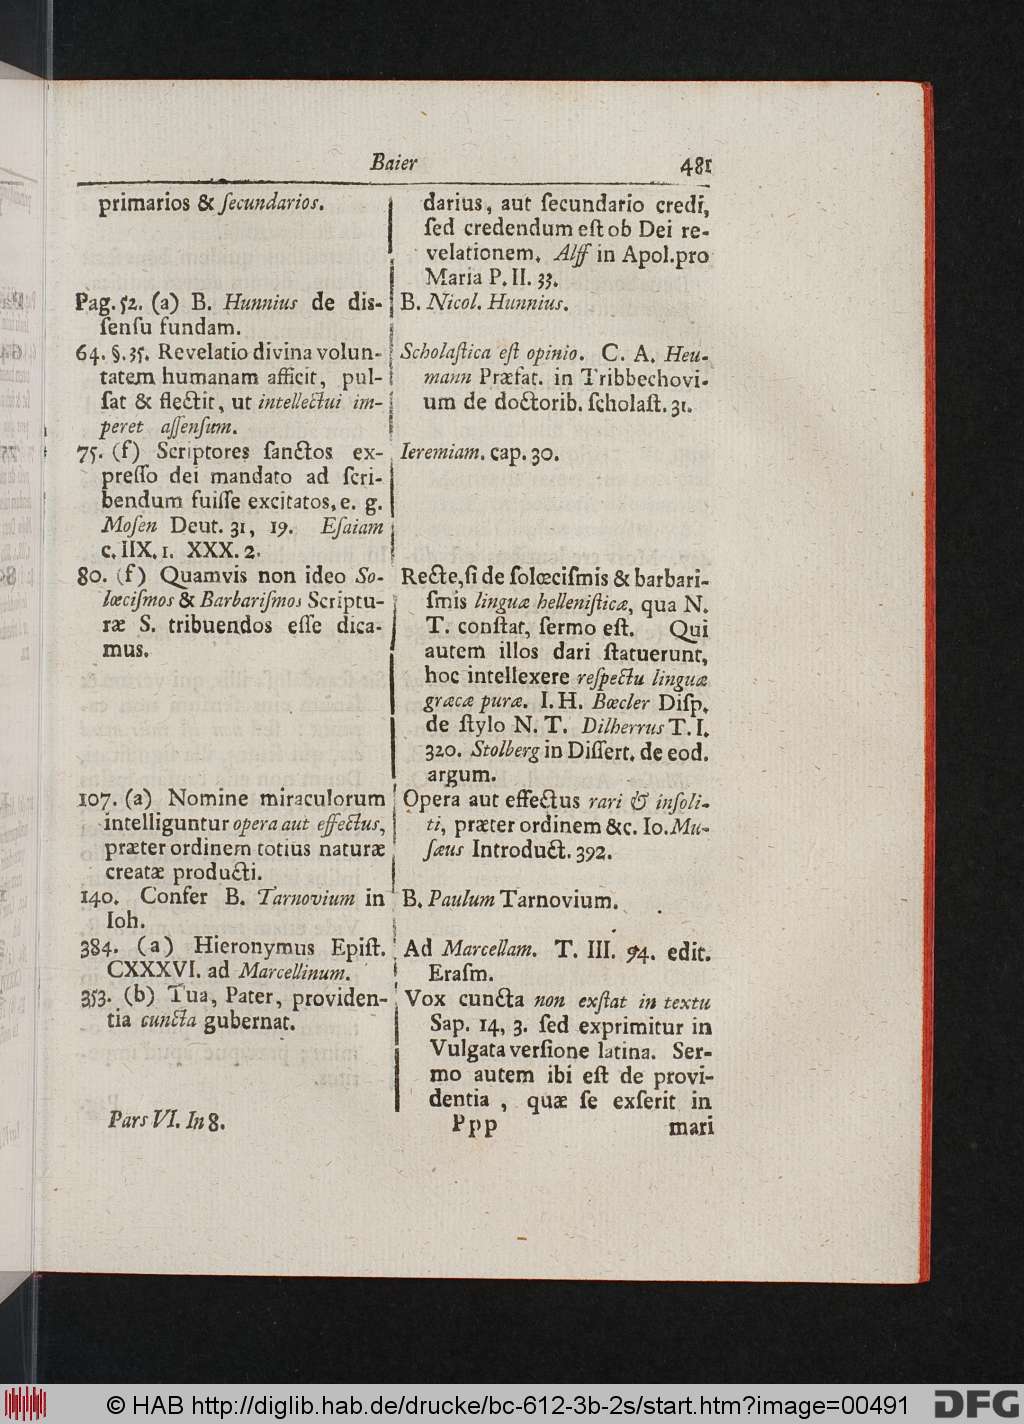 Baier 481
primarios & ſecundarios.
Pag. 52. (a) B. Hunnius de dis-
ſenſu fundam.
64. §. 35. Revelatio divina volun-
tatem humanam afficit, pul-
ſat & flectit, ut intellectui im-
peret aſſenſum.
75. (f) Scriptores ſanctos ex-
preſſo dei mandato ad ſcri-
bendum fuiſſe excitatos, e. g.
Moſen Deut. 31, 19. Eſaiam
c. IIX. 1. XXX. 2.
80. (f) Quamvis non ideo So-
lœciſmos & Barbariſmos Scriptu-
ræ S. tribuendos eſſe dica-
mus.
107. (a) Nomine miraculorum
intelliguntur opera aut effectus,
præter ordinem totius naturæ
creatæ producti.
140. Confer B. Tarnovium in
Ioh.
384. (a) Hieronymus Epiſt.
CXXXVI. ad Marcellinum.
353. (b) Tua, Pater, providen-
tia cuncta gubernat.
darius, aut ſecundario credi,
ſed credendum eſt ob Dei re-
velationem. Alff in Apol. pro
Maria P. II. 33.
B. Nicol. Hunnius.
Scholaſtica eſt opinio. C. A. Heu-
mann Præfat. in Tribbechovi-
um de doctorib. ſcholaſt. 31.
Ieremiam. cap. 30.
Recte, ſi de ſolœciſmis & barbari-
ſmis linguæ helleniſticæ, qua N.
T. conſtat, ſermo eſt. Qui
autem illos dari ſtatuerunt,
hoc intellexere reſpectu linguæ
græcæ puræ. I. H. Bœcler Diſp.
de ſtylo N. T. Dilherrus T. I.
320. Stolberg in Diſſert. de eod.
argum.
Opera aut effectus rari & inſoli-
ti, præter ordinem &c. Io. Mu-
ſæus Introduct. 392.
B. Paulum Tarnovium.
Ad Marcellam. T. III. 94. edit.
Eraſm.
Vox cuncta non exſtat in textu
Sap. 14, 3. ſed exprimitur in
Vulgata verſione latina. Ser-
mo autem ibi eſt de provi-
dentia, quæ ſe exſerit in
Pars VI. In 8. Ppp mari
© HAB http://diglib.hab.de/drucke/bc-612-3b-2s/start.htm?image=00491 DFG